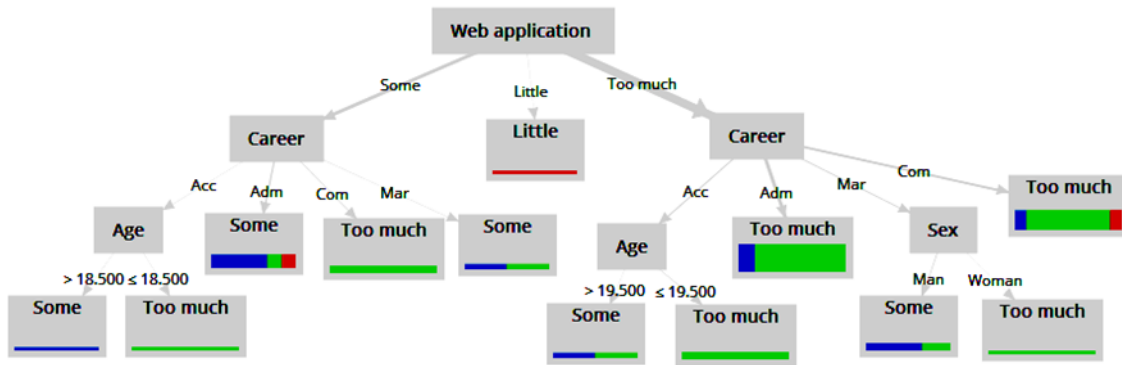 Web application
Some
Little
Too much
Career
Little
Career
Acc
Adm
Com
Mar
Acc
Adm
Mar
Com
Age
Some
Too much
Some
Age
Too much
Sex
Too much
> 18.500 ≤ 18.500
> 19.500 ≤ 19.500
Man
Woman
Some
Too much
Some
Too much
Some
Too much